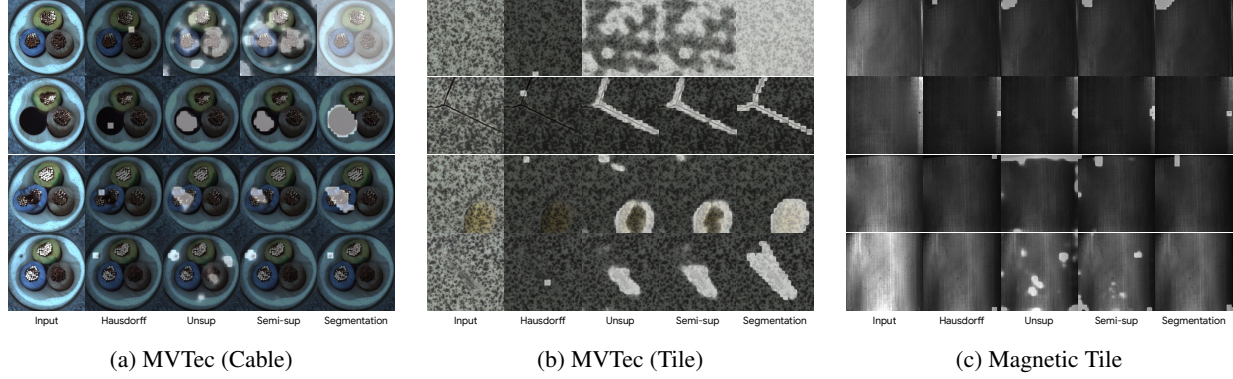 Input Hausdorff Unsup Semi-sup Segmentation
(a) MVTec (Cable)
Input Hausdorff Unsup Semi-sup Segmentation
(b) MVTec (Tile)
Input Hausdorff Unsup Semi-sup Segmentation
(c) Magnetic Tile